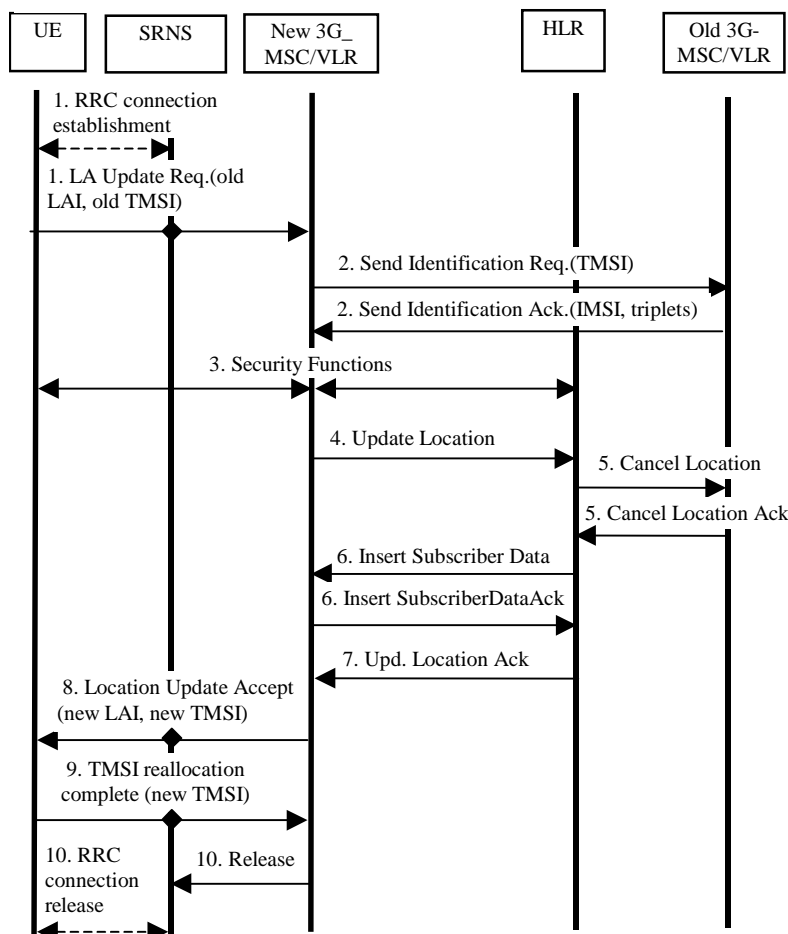 UE
SRNS
New 3G_
MSC/VLR
HLR
Old 3G-
MSC/VLR
1. RRC connection
establishment
1. LA Update Req.(old
LAI, old TMSI)
2. Send Identification Req.(TMSI)
2. Send Identification Ack.(IMSI, triplets)
3. Security Functions
4. Update Location
5. Cancel Location
5. Cancel Location Ack
6. Insert Subscriber Data
6. Insert SubscriberDataAck
7. Upd. Location Ack
8. Location Update Accept
(new LAI, new TMSI)
9. TMSI reallocation
complete (new TMSI)
10. RRC
connection
release
10. Release